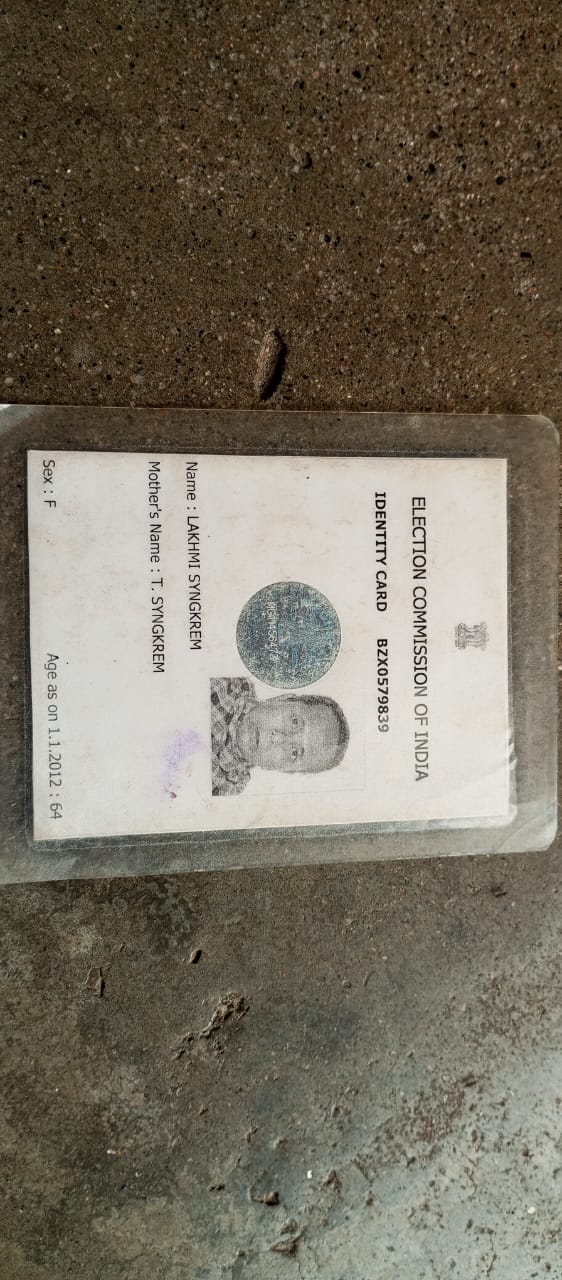 ELECTION COMMISSION OF INDIA
IDENTITY CARD BZX0579839
Name : LAKHMI SYNGKREM
Mother's Name : T. SYNGKREM
Sex : F Age as on 1.1.2012 : 64